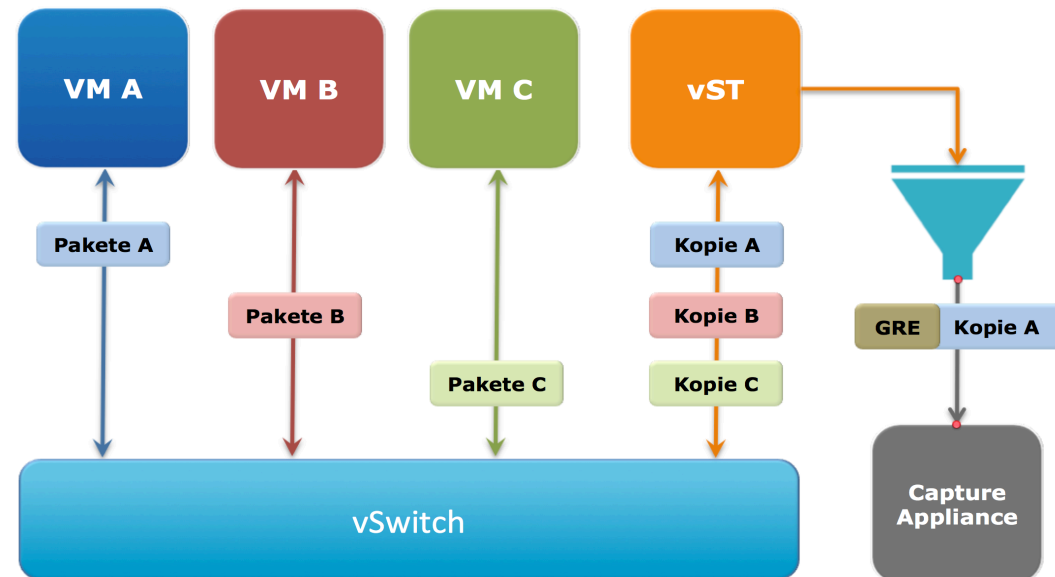 VM A
VM B
VM C
vST
Pakete A
Pakete B
Pakete C
Kopie A
Kopie B
Kopie C
GRE
Kopie A
vSwitch
Capture
Appliance